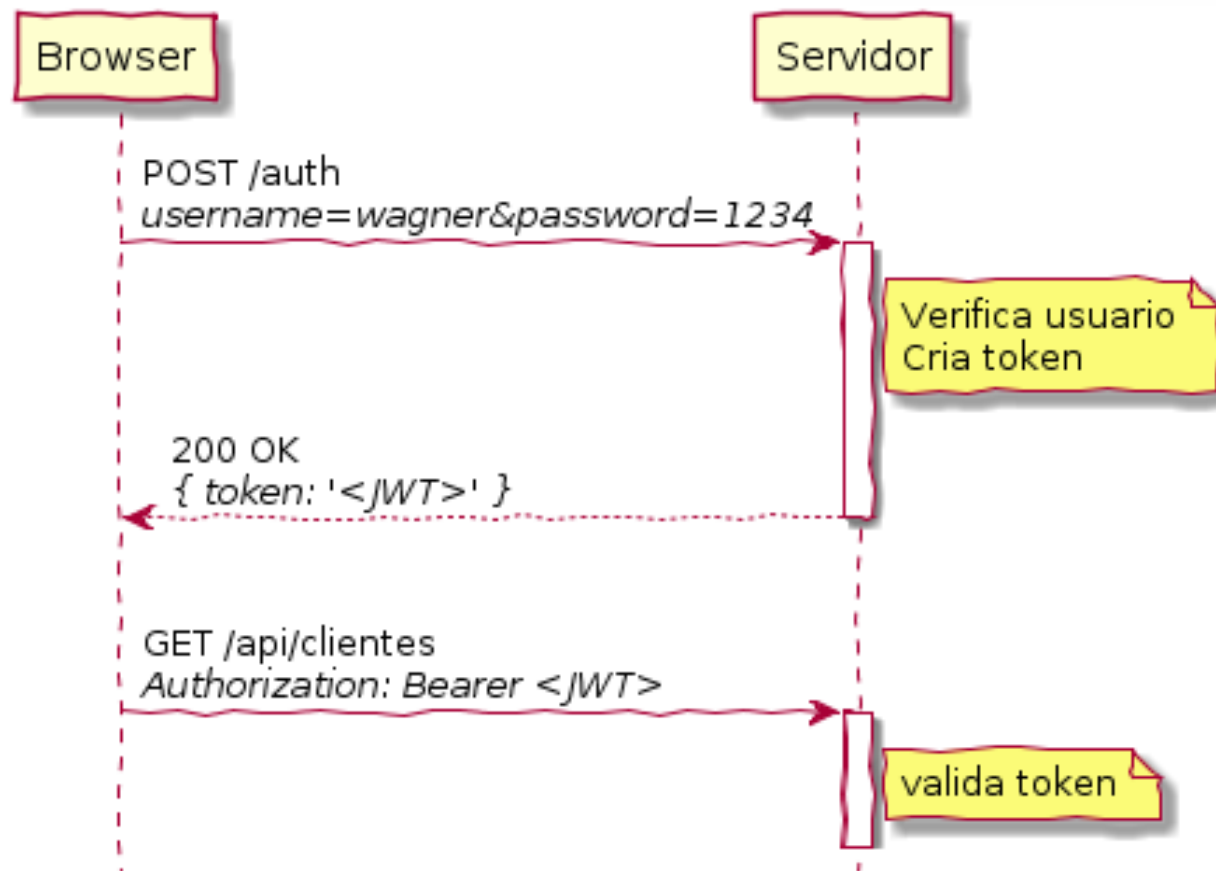 Browser
Servidor
POST /auth
username=wagner&password=1234
Verifica usuario
Cria token
200 OK
{ token: '<JWT>' }
GET /api/clientes
Authorization: Bearer <JWT>
valida token